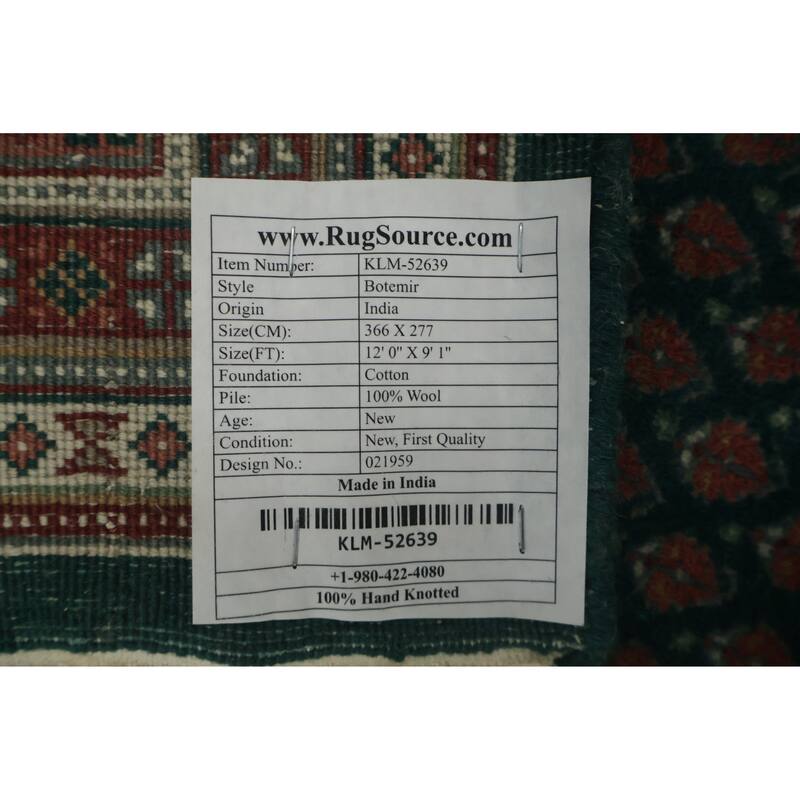 www.RugSource.com
Item Number: KLM-52639
Style Botemir
Origin India
Size(CM): 366 X 277
Size(FT): 12' 0" X 9' 1"
Foundation: Cotton
Pile: 100% Wool
Age: New
Condition: New, First Quality
Design No.: 021959
Made in India
KLM-52639
+1-980-422-4080
100% Hand Knotted